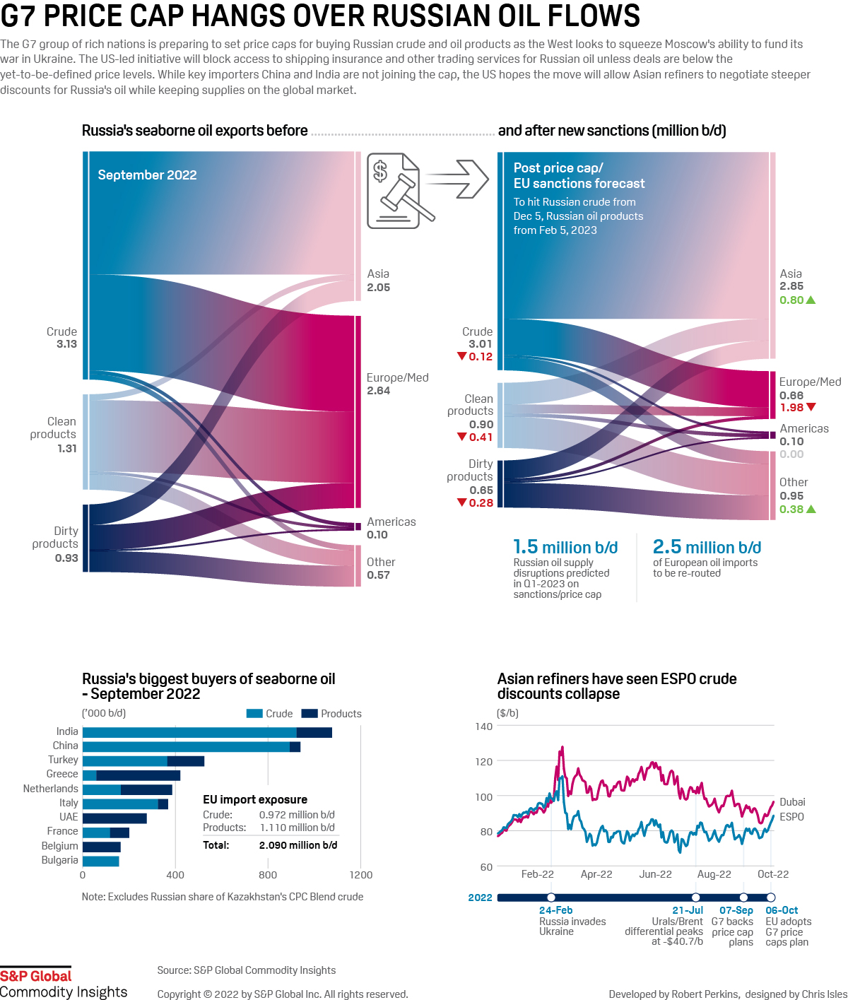 G7 PRICE CAP HANGS OVER RUSSIAN OIL FLOWS
The G7 group of rich nations is preparing to set price caps for buying Russian crude and oil products as the West looks to squeeze Moscow's ability to fund its
war in Ukraine. The US-led initiative will block access to shipping insurance and other trading services for Russian oil unless deals are below the
yet-to-be-defined price levels. While key importers China and India are not joining the cap, the US hopes the move will allow Asian refiners to negotiate steeper
discounts for Russia's oil while keeping supplies on the global market.
Russia's seaborne oil exports before
and after new sanctions (million b/d)
September 2022
Crude
3.13
Clean
products
1.31
Dirty
products
0.93
Asia
2.05
Europe/Med
2.64
Americas
0.10
Other
0.57
$
Post price cap/
EU sanctions forecast
To hit Russian crude from
Dec 5, Russian oil products
from Feb 5, 2023
Crude
3.01
▼0.12
Clean
products
0.90
▼0.41
Dirty
products
0.65
▼0.28
Asia
2.85
0.80▲
Europe/Med
0.66
1.98▼
Americas
0.10
0.00
Other
0.95
0.38▲
1.5 million b/d
Russian oil supply
disruptions predicted
in Q1-2023 on
sanctions/price cap
2.5 million b/d
of European oil imports
to be re-routed
Russia's biggest buyers of seaborne oil
- September 2022
('000 b/d)
Crude Products
India
China
Turkey
Greece
Netherlands
Italy
UAE
France
Belgium
Bulgaria
0 400 800 1200
EU import exposure
Crude: 0.972 million b/d
Products: 1.110 million b/d
Total: 2.090 million b/d
Note: Excludes Russian share of Kazakhstan's CPC Blend crude
Asian refiners have seen ESPO crude
discounts collapse
($/b)
140
120
100
80
60
Dubai
ESPO
Feb-22 Apr-22 Jun-22 Aug-22 Oct-22
2022
24-Feb
Russia invades
Ukraine
21-Jul
Urals/Brent
differential peaks
at -$40.7/b
07-Sep
G7 backs
price cap
plans
06-Oct
EU adopts
G7 price
caps plan
S&P Global
Commodity Insights
Source: S&P Global Commodity Insights
Copyright © 2022 by S&P Global Inc. All rights reserved.
Developed by Robert Perkins, designed by Chris Isles